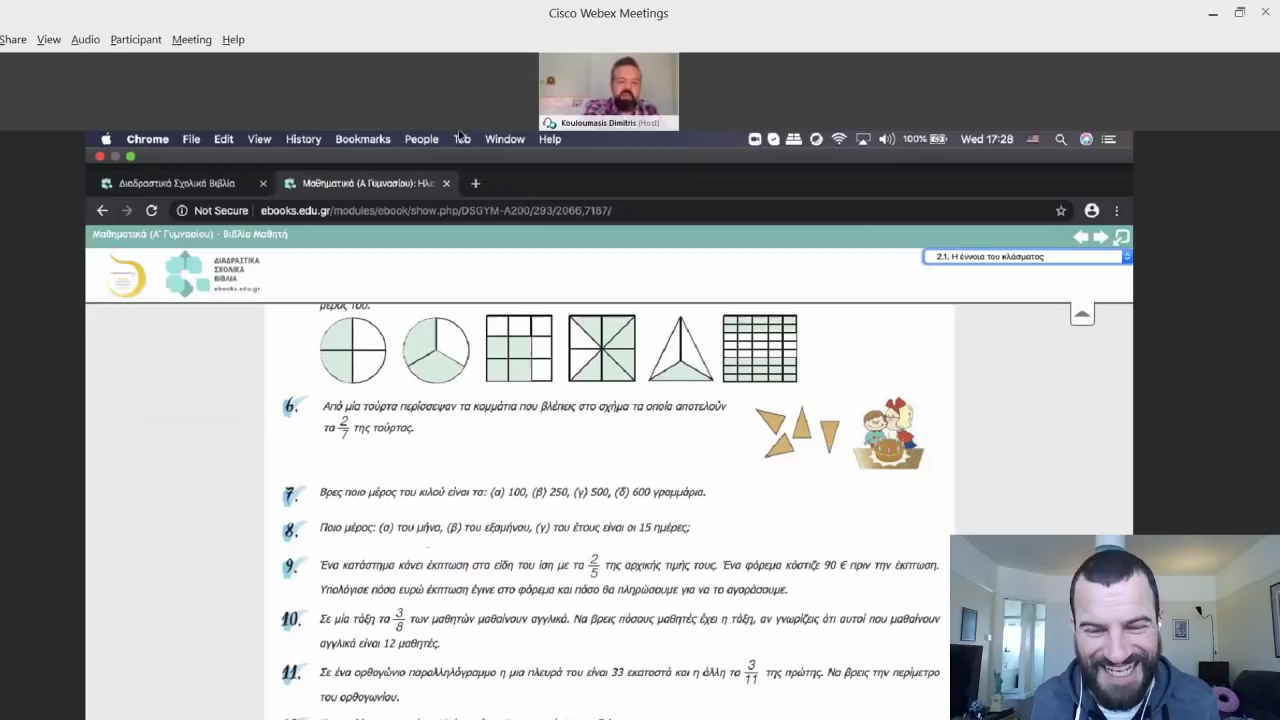 Cisco Webex Meetings
Share View Audio Participant Meeting Help
Kouloumasis Dimitris (Host)
Chrome File Edit View History Bookmarks People Tab Window Help
100% Wed 17:28
Διαδραστικά Σχολικά Βιβλία
Μαθηματικά (Α Γυμνασίου): Ηλε
Not Secure ebooks.edu.gr/modules/ebook/show.php/DSGYM-A200/293/2066,7187/
Μαθηματικά (Α' Γυμνασίου) - Βιβλίο Μαθητή
ΔΙΑΔΡΑΣΤΙΚΑ
ΣΧΟΛΙΚΑ
ΒΙΒΛΙΑ
ebooks.edu.gr
2.1. Η έννοια του κλάσματος
μέρος του.
6. Από μία τούρτα περίσσεψαν τα κομμάτια που βλέπεις στο σχήμα τα οποία αποτελούν
τα 2/7 της τούρτας.
7. Βρες ποιο μέρος του κιλού είναι τα: (α) 100, (β) 250, (γ) 500, (δ) 600 γραμμάρια.
8. Ποιο μέρος: (α) του μήνα, (β) του εξαμήνου, (γ) του έτους είναι οι 15 ημέρες;
9. Ένα κατάστημα κάνει έκπτωση στα είδη του ίση με τα 2/5 της αρχικής τιμής τους. Ένα φόρεμα κόστιζε 90 € πριν την έκπτωση.
Υπολόγισε πόσα ευρώ έκπτωση έγινε στο φόρεμα και πόσο θα πληρώσουμε για να το αγοράσουμε.
10. Σε μία τάξη τα 3/8 των μαθητών μαθαίνουν αγγλικά. Να βρεις πόσους μαθητές έχει η τάξη, αν γνωρίζεις ότι αυτοί που μαθαίνουν
αγγλικά είναι 12 μαθητές.
11. Σε ένα ορθογώνιο παραλληλόγραμμο η μια πλευρά του είναι 33 εκατοστά και η άλλη τα 3/11 της πρώτης. Να βρεις την περίμετρο
του ορθογωνίου.